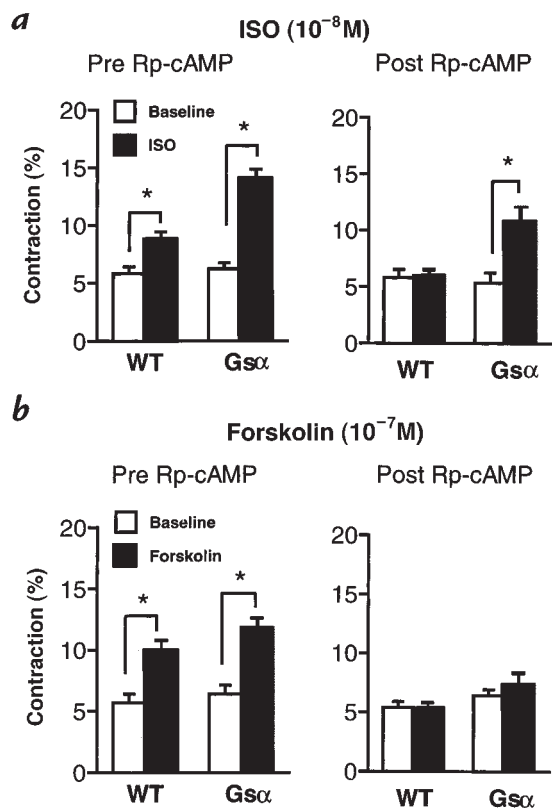 a
ISO (10⁻⁸M)
Pre Rp-cAMP
Post Rp-cAMP
Contraction (%)
20
15
10
5
0
Baseline
ISO
*
*
WT
Gsα
20
15
10
5
0
*
WT
Gsα
b
Forskolin (10⁻⁷M)
Pre Rp-cAMP
Post Rp-cAMP
Contraction (%)
20
15
10
5
0
Baseline
Forskolin
*
*
WT
Gsα
20
15
10
5
0
WT
Gsα